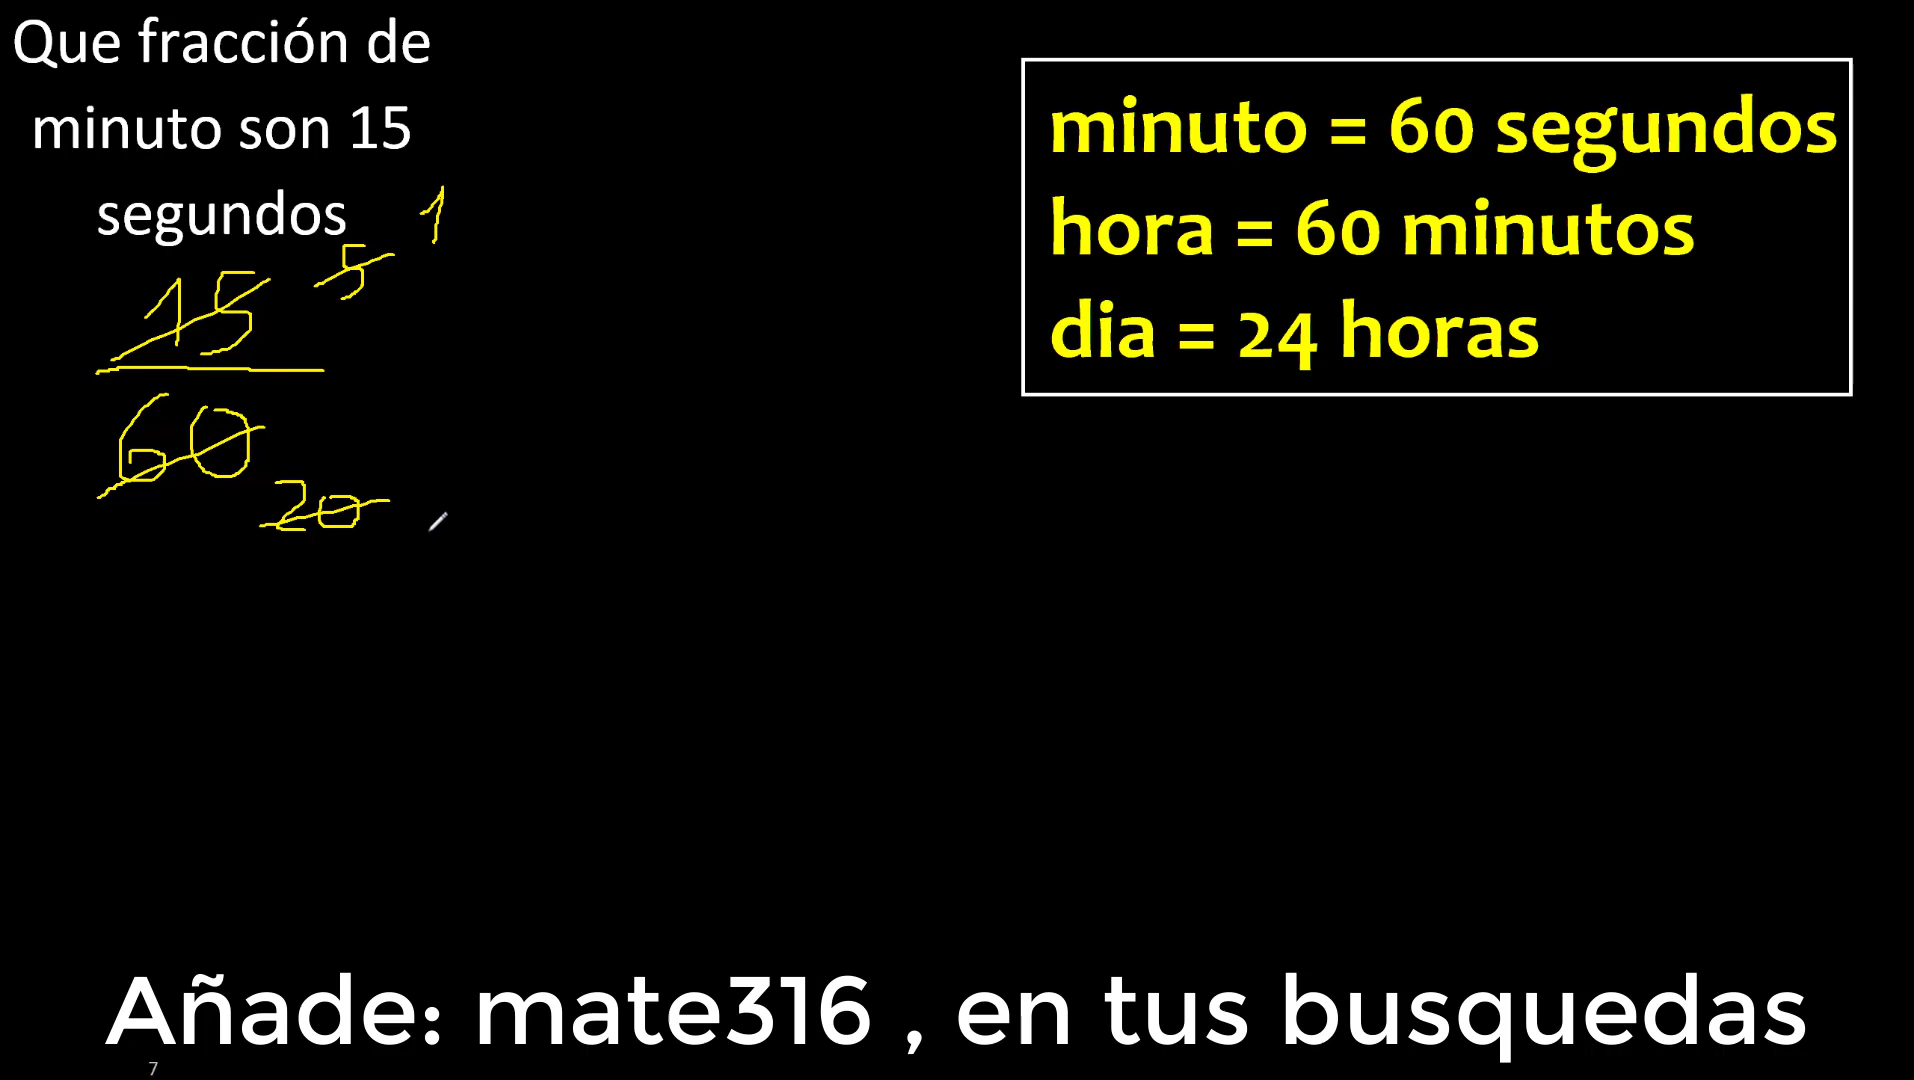 Que fracción de
minuto son 15
segundos
1
5
15
60
20
minuto = 60 segundos
hora = 60 minutos
dia = 24 horas
Añade: mate316 , en tus busquedas
7